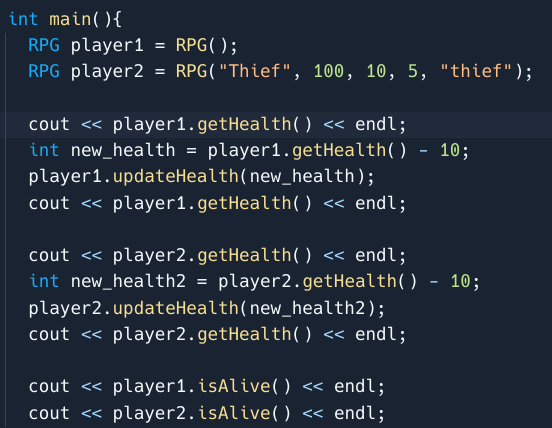 int main(){
  RPG player1 = RPG();
  RPG player2 = RPG("Thief", 100, 10, 5, "thief");

  cout << player1.getHealth() << endl;
  int new_health = player1.getHealth() - 10;
  player1.updateHealth(new_health);
  cout << player1.getHealth() << endl;

  cout << player2.getHealth() << endl;
  int new_health2 = player2.getHealth() - 10;
  player2.updateHealth(new_health2);
  cout << player2.getHealth() << endl;

  cout << player1.isAlive() << endl;
  cout << player2.isAlive() << endl;